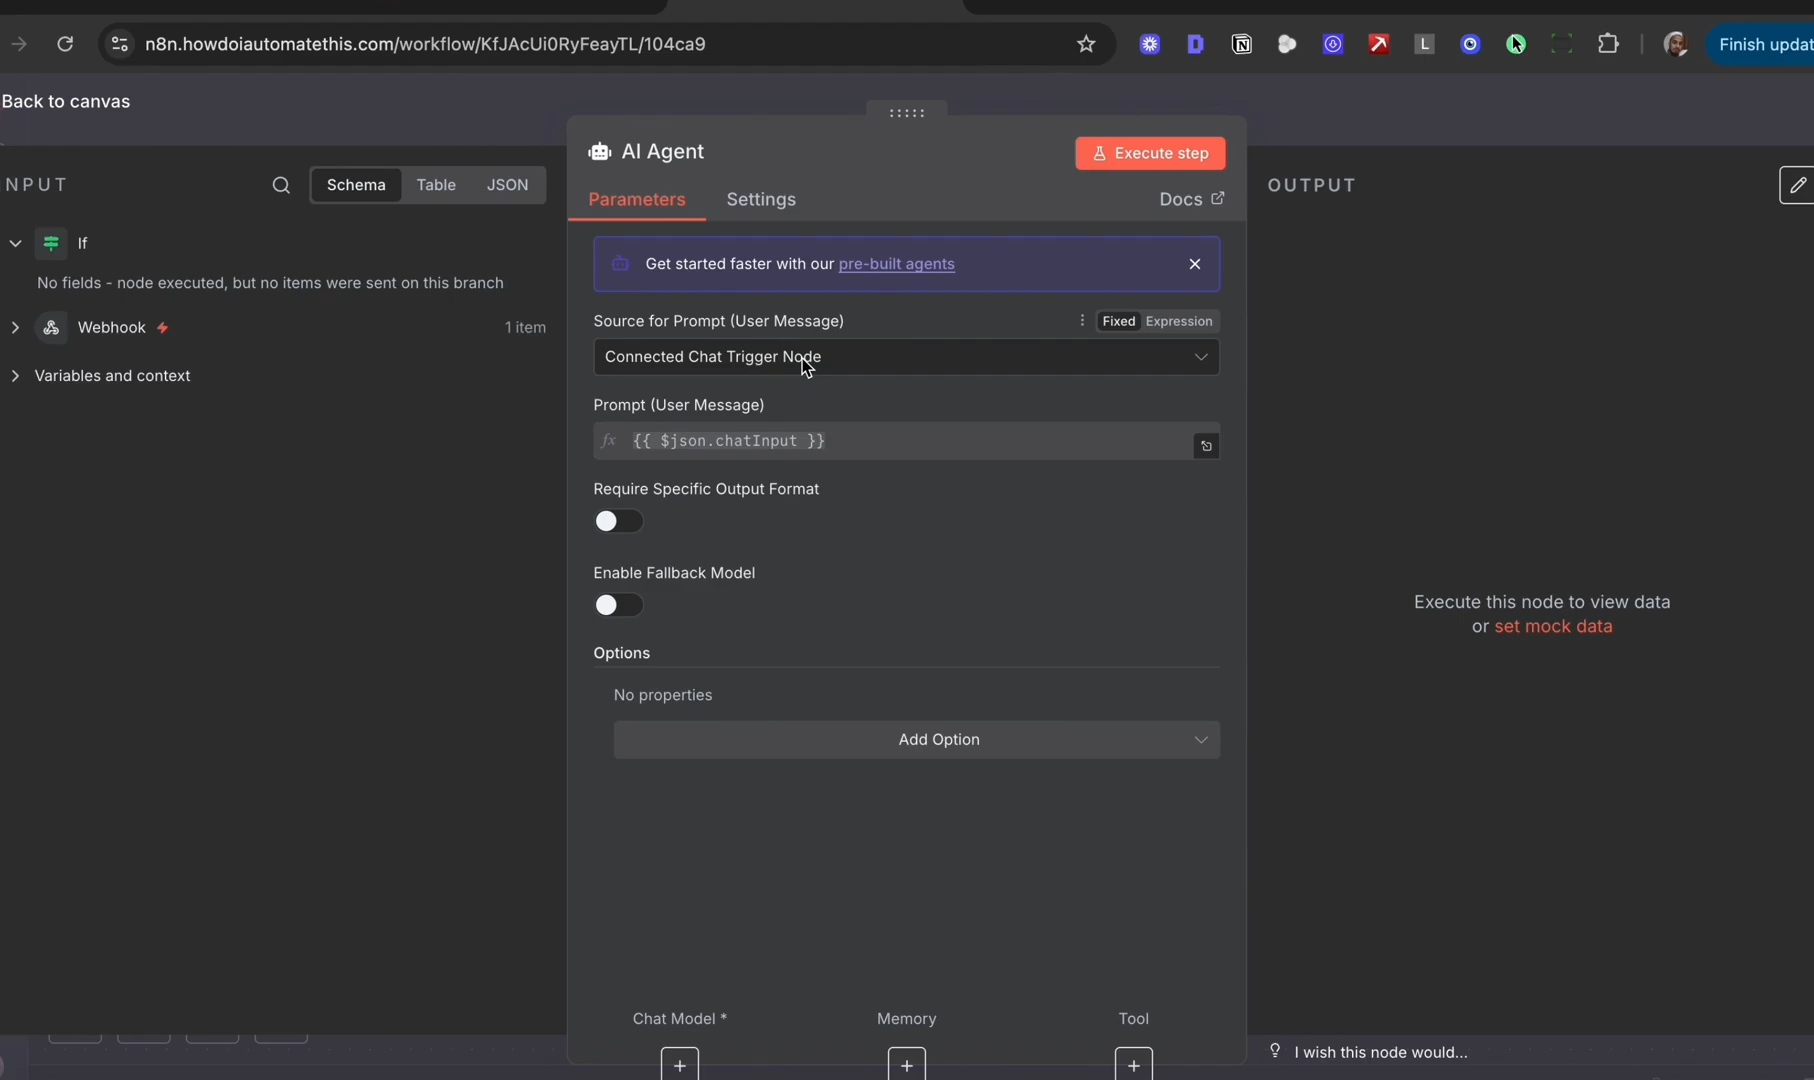 n8n.howdoiautomatethis.com/workflow/KfJAcUi0RyFeayTL/104ca9
L
Finish updat
Back to canvas
AI Agent
Execute step
NPUT
Schema
Table
JSON
Parameters
Settings
Docs
OUTPUT
If
No fields - node executed, but no items were sent on this branch
Webhook
1 item
Variables and context
Get started faster with our pre-built agents
Source for Prompt (User Message)
Fixed
Expression
Connected Chat Trigger Node
Prompt (User Message)
fx
{{ $json.chatInput }}
Require Specific Output Format
Enable Fallback Model
Options
No properties
Add Option
Execute this node to view data
or set mock data
Chat Model *
Memory
Tool
I wish this node would...